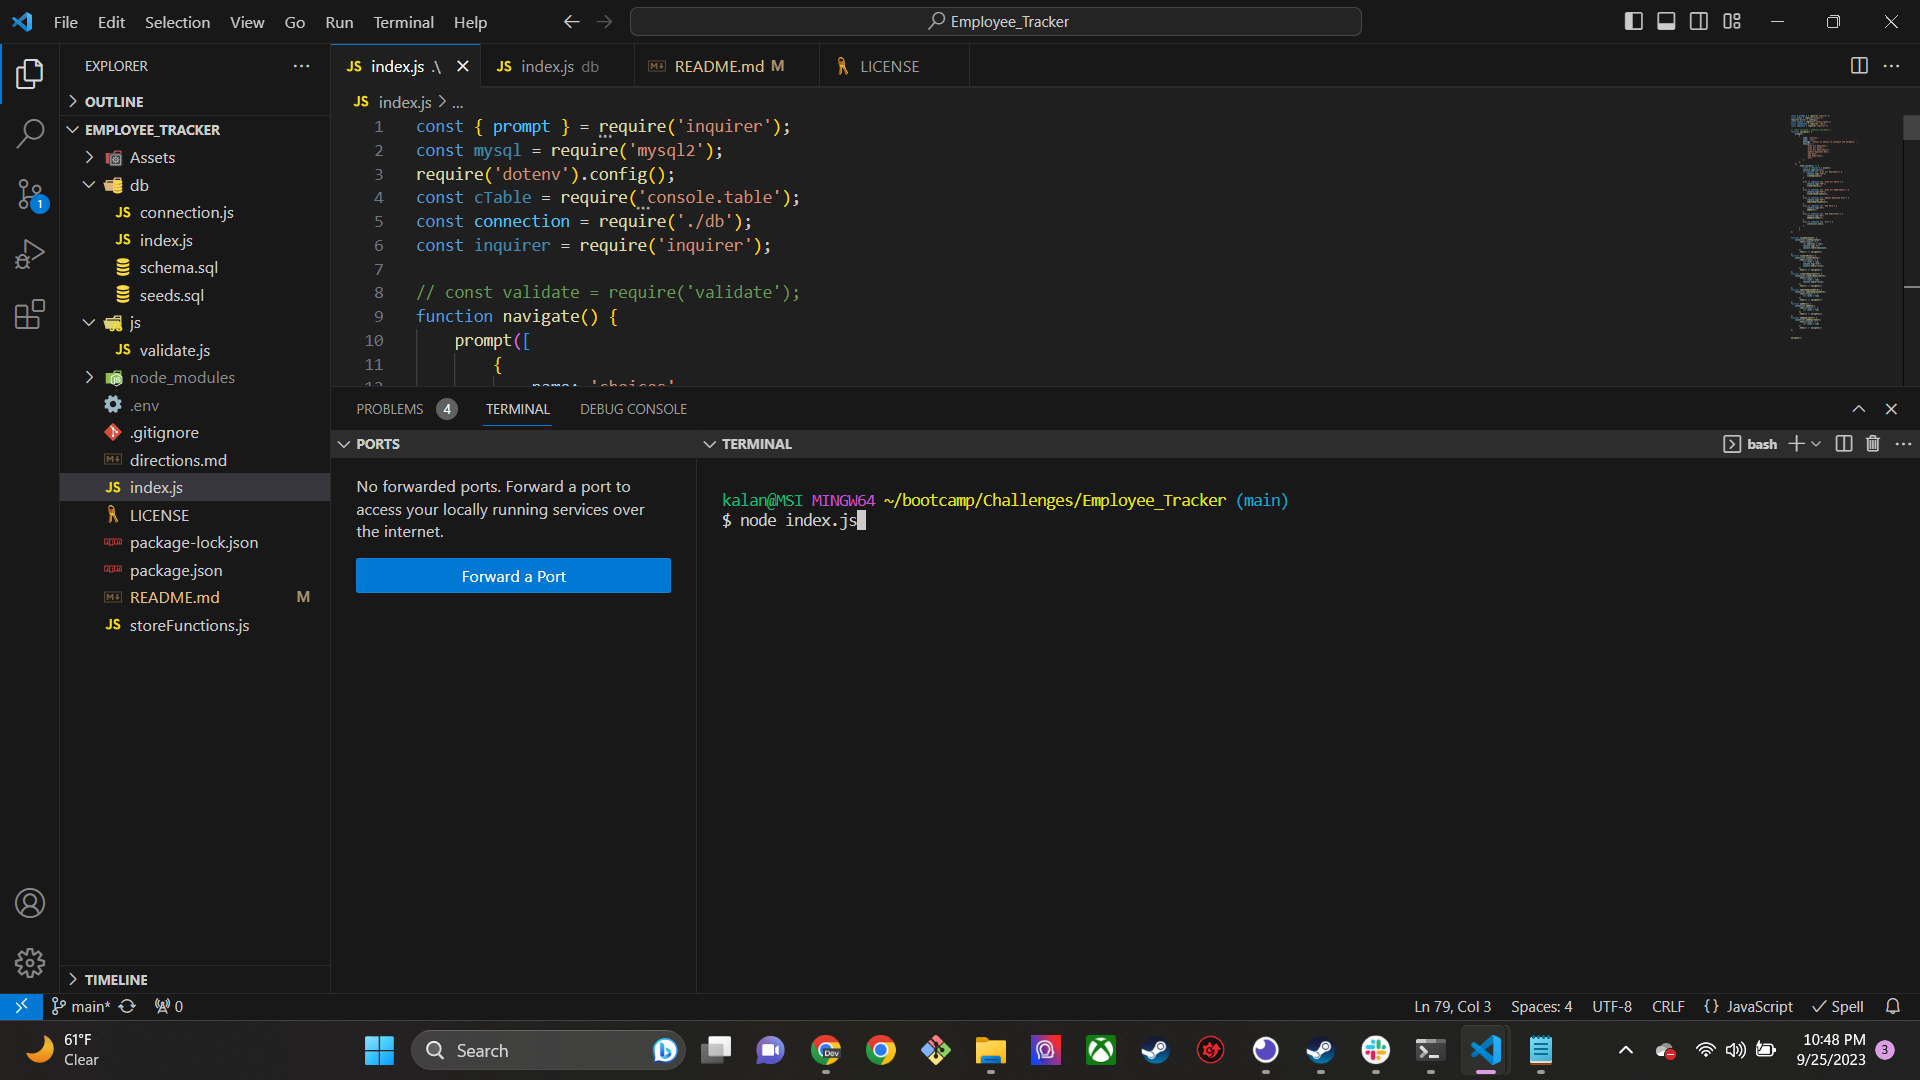 File Edit Selection View Go Run Terminal Help
Employee_Tracker
EXPLORER
OUTLINE
EMPLOYEE_TRACKER
Assets
db
JS connection.js
JS index.js
schema.sql
seeds.sql
js
JS validate.js
node_modules
.env
.gitignore
directions.md
JS index.js
LICENSE
package-lock.json
package.json
README.md M
JS storeFunctions.js
TIMELINE
JS index.js .\
JS index.js db
README.md M
LICENSE
JS index.js > ...
1 const { prompt } = require('inquirer');
2 const mysql = require('mysql2');
3 require('dotenv').config();
4 const cTable = require('console.table');
5 const connection = require('./db');
6 const inquirer = require('inquirer');
7
8 // const validate = require('validate');
9 function navigate() {
10 prompt([
11 {
12 name: 'choices'
PROBLEMS 4 TERMINAL DEBUG CONSOLE
PORTS
No forwarded ports. Forward a port to
access your locally running services over
the internet.
Forward a Port
TERMINAL
bash
kalan@MSI MINGW64 ~/bootcamp/Challenges/Employee_Tracker (main)
$ node index.js
1
main* 0
Ln 79, Col 3 Spaces: 4 UTF-8 CRLF {} JavaScript Spell
61°F
Clear
Search
Dev
10:48 PM
9/25/2023
3